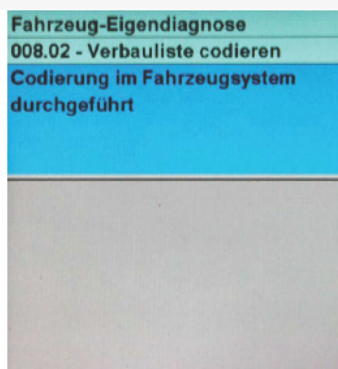 Fahrzeug-Eigendiagnose
008.02 - Verbauliste codieren
Codierung im Fahrzeugsystem
durchgeführt